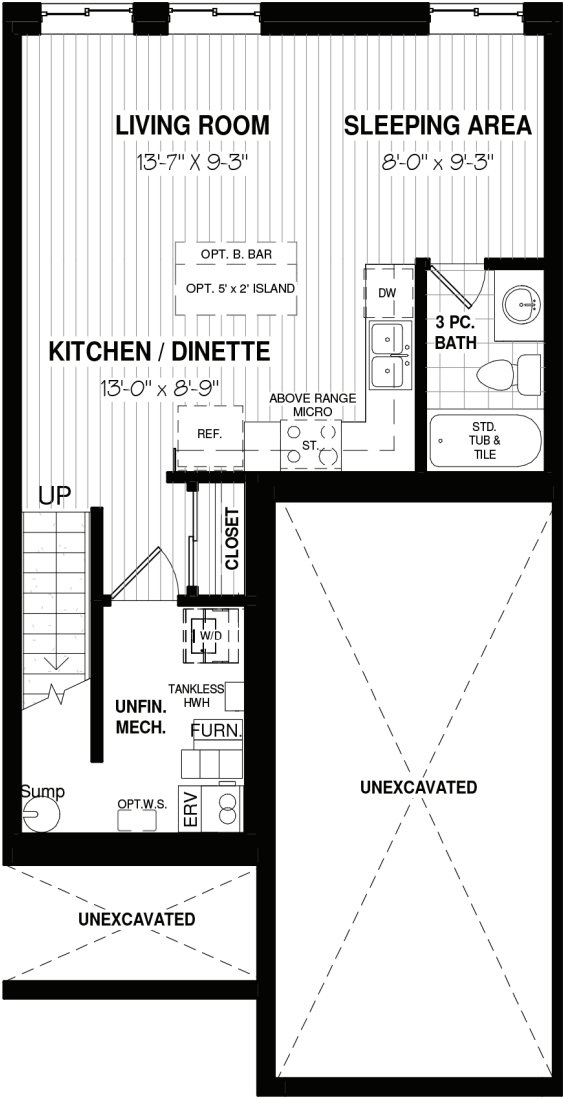 LIVING ROOM
13'-7" X 9-3"
SLEEPING AREA
8'-0" x 9'-3"
OPT. B. BAR
OPT. 5' x 2' ISLAND
DW
3 PC.
BATH
KITCHEN / DINETTE
13'-0" x 8'-9"
ABOVE RANGE
MICRO
REF.
ST.
STD.
TUB &
TILE
UP
CLOSET
W/D
TANKLESS
HWH
UNFIN.
MECH.
FURN.
UNEXCAVATED
Sump
OPT.W.S.
ERV
UNEXCAVATED